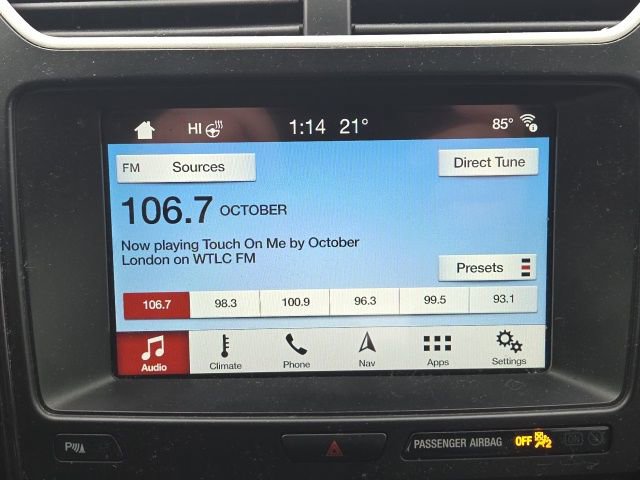 HI 1:14 21° 85°
FM Sources Direct Tune
106.7 OCTOBER
Now playing Touch On Me by October
London on WTLC FM
Presets
106.7 98.3 100.9 96.3 99.5 93.1
Audio Climate Phone Nav Apps Settings
P PASSENGER AIRBAG OFF 2 ON